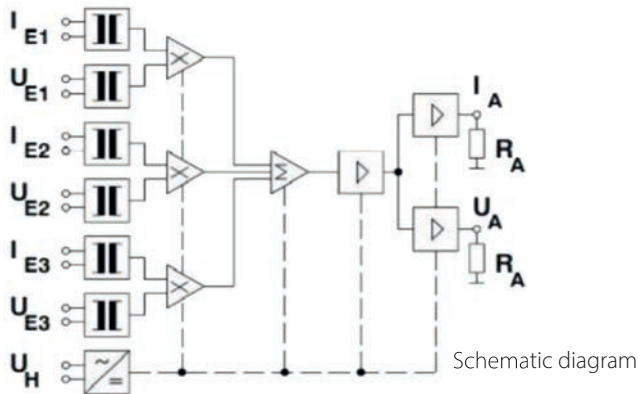 I E1
U E1
I E2
U E2
I E3
U E3
U H
Σ
I A
R A
U A
R A
Schematic diagram